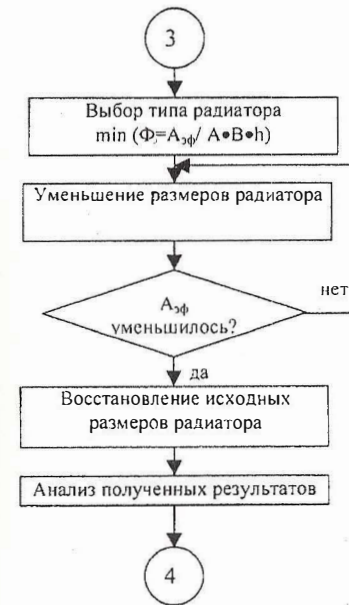 3
Выбор типа радиатора
min (Ф=Aэф/ A•B•h)
Уменьшение размеров радиатора
Aэф
уменьшилось?
нет
да
Восстановление исходных
размеров радиатора
Анализ полученных результатов
4